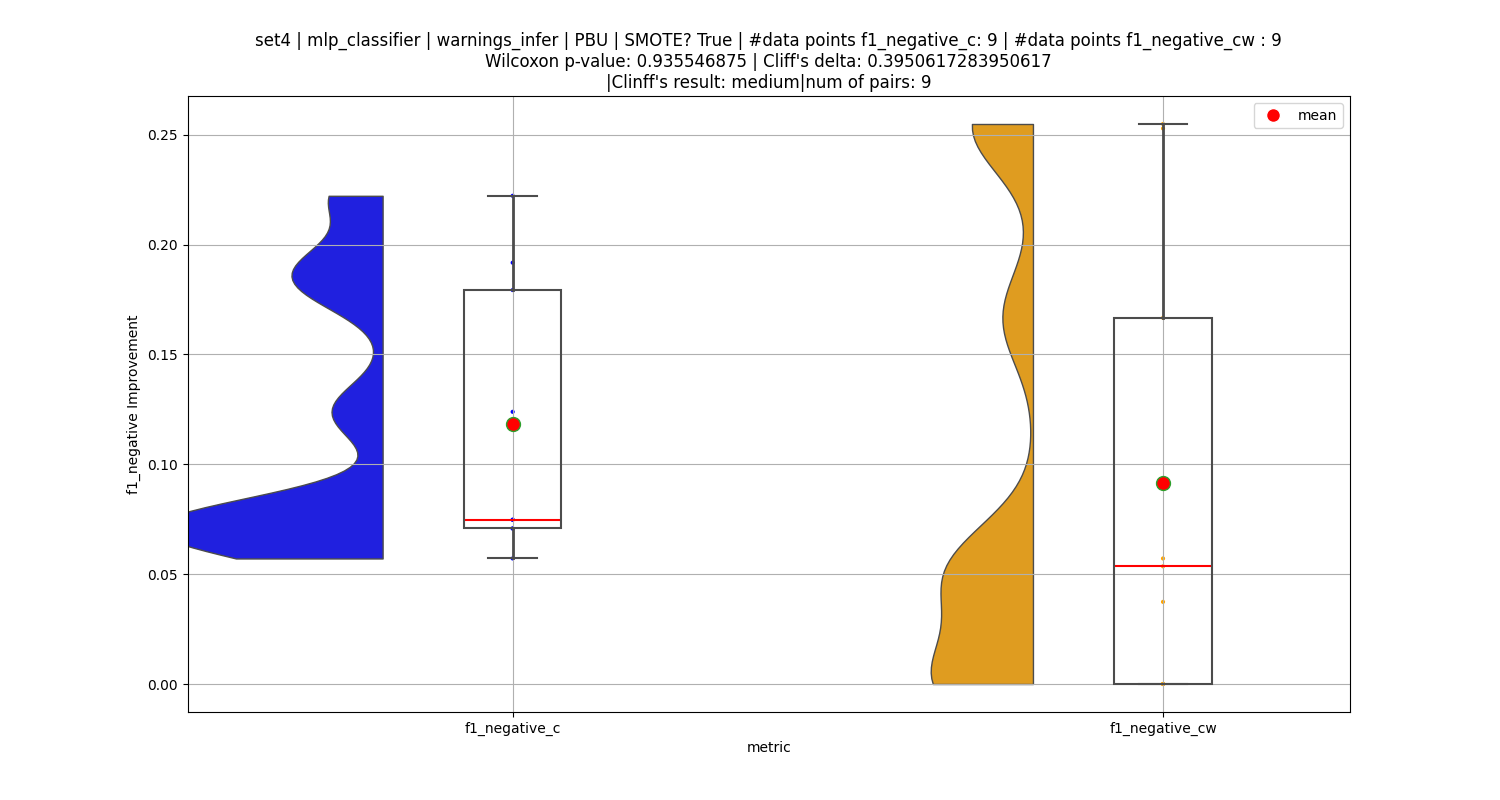 set4 | mlp_classifier | warnings_infer | PBU | SMOTE? True | #data points f1_negative_c: 9 | #data points f1_negative_cw : 9
Wilcoxon p-value: 0.935546875 | Cliff's delta: 0.3950617283950617
|Clinff's result: medium|num of pairs: 9
mean
0.25
0.20
0.15
0.10
0.05
0.00
f1_negative Improvement
f1_negative_c
f1_negative_cw
metric